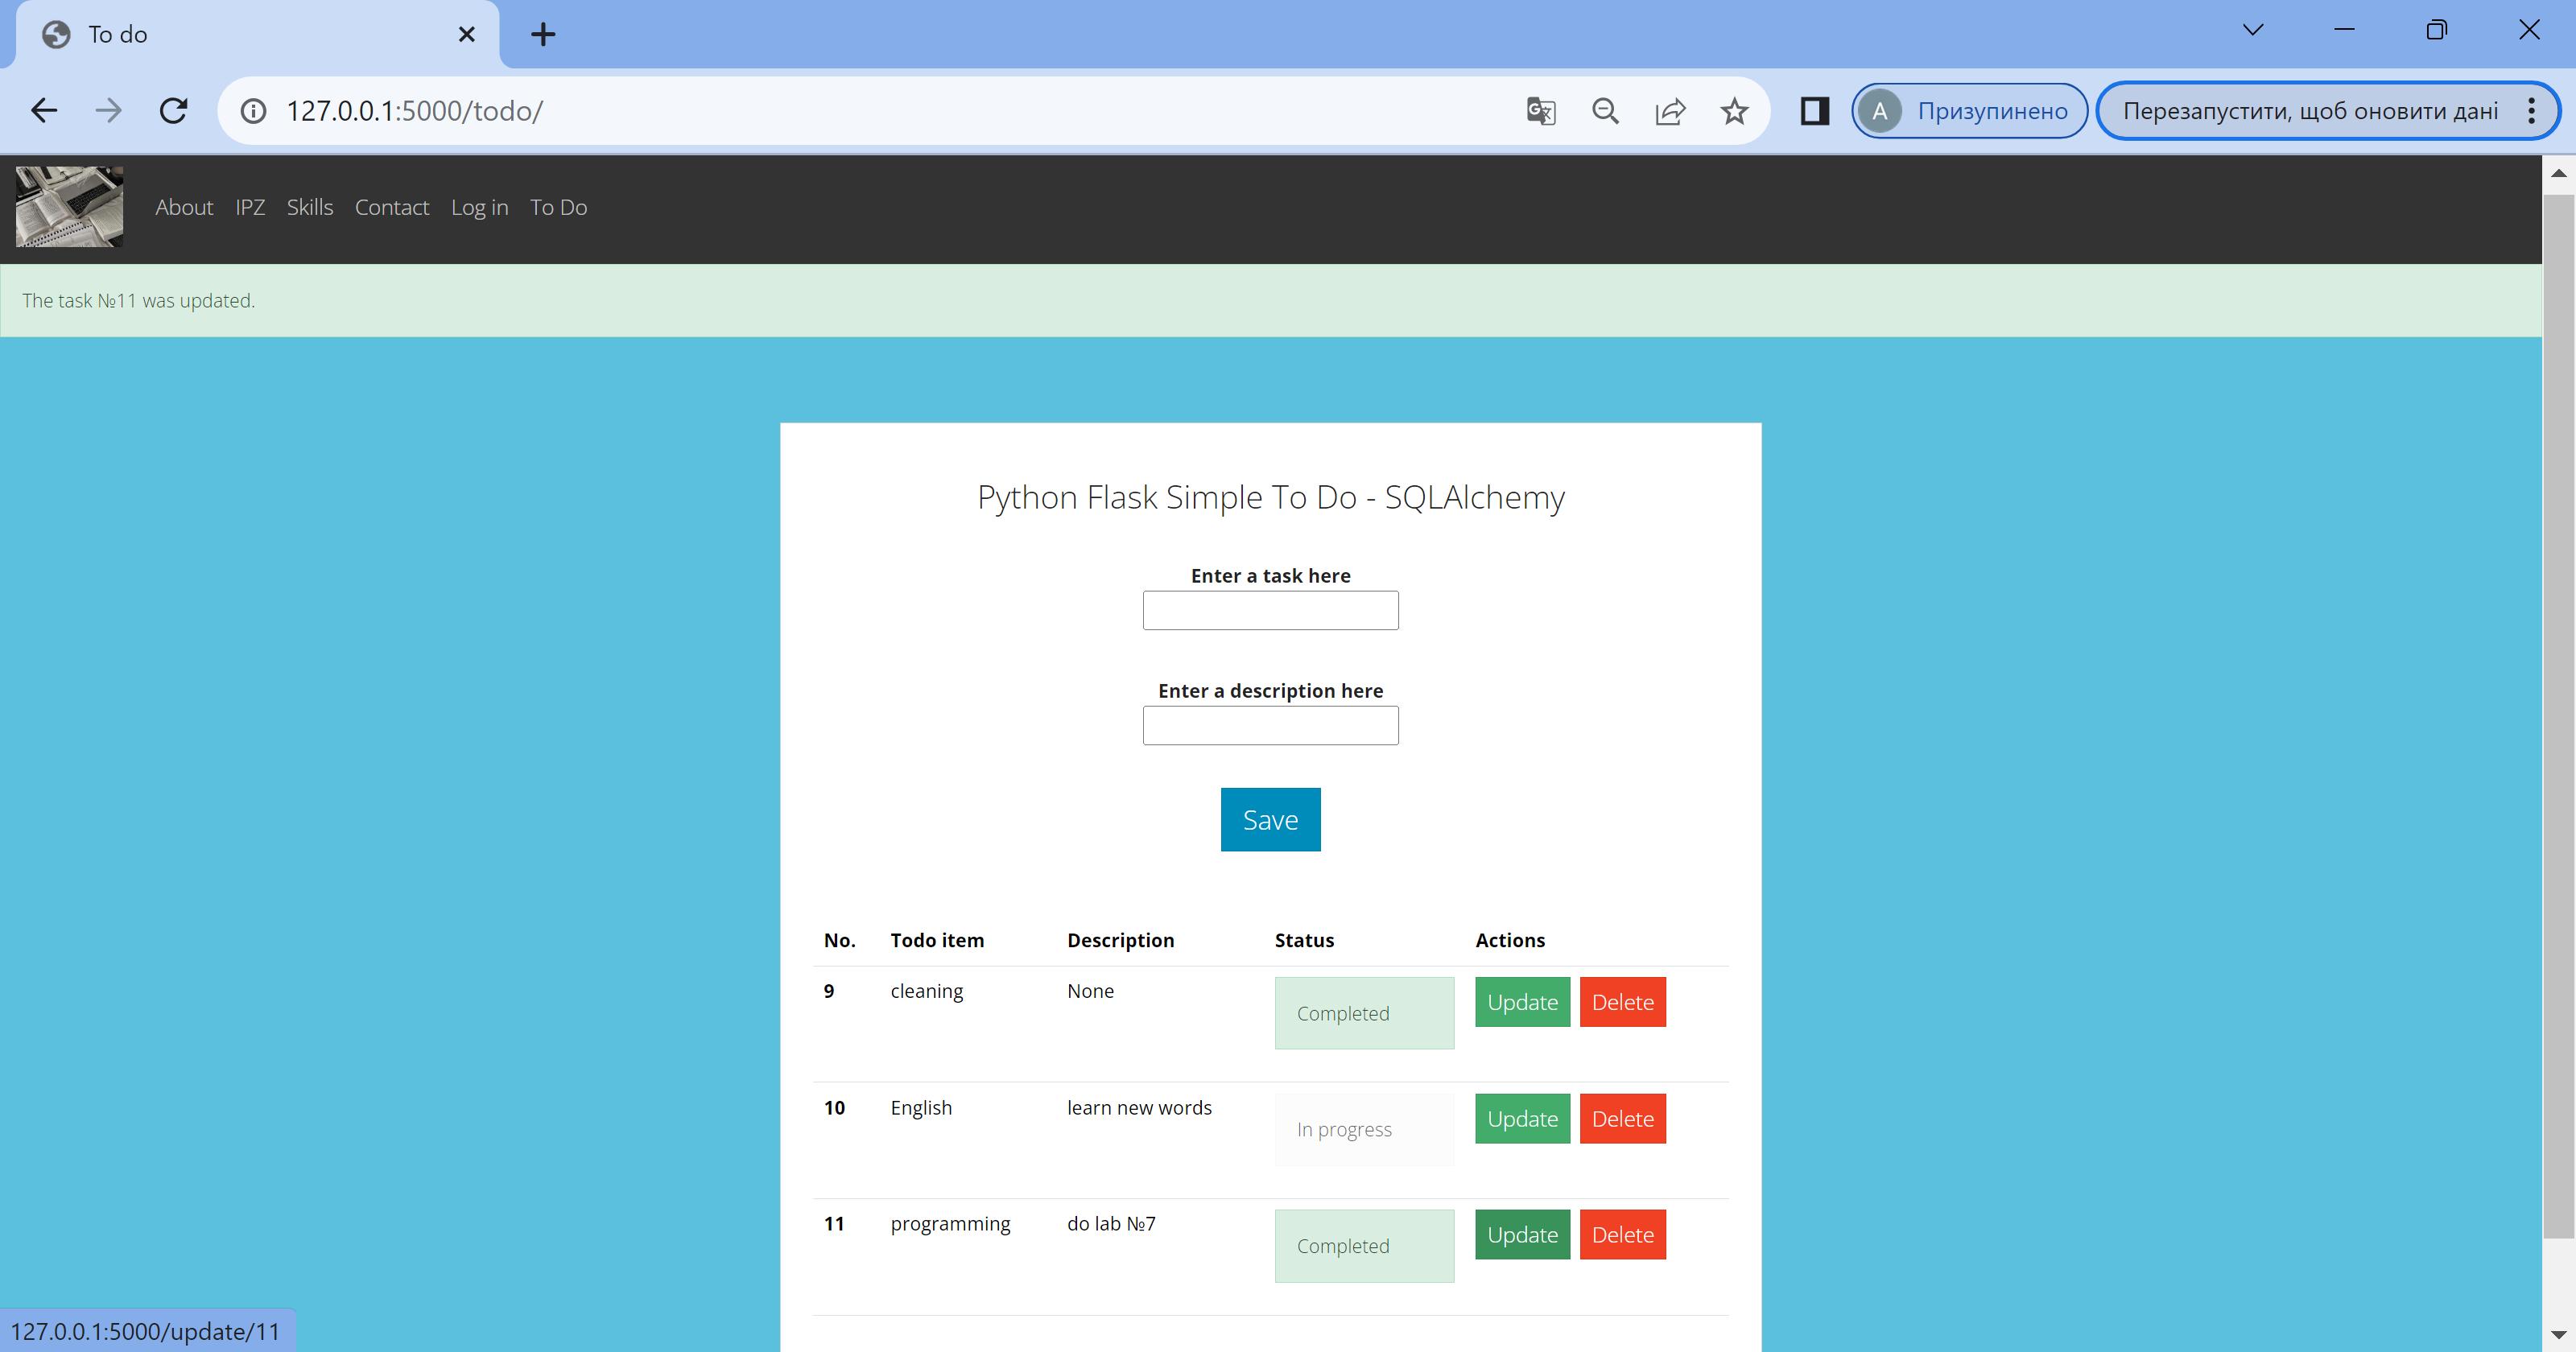 To do
127.0.0.1:5000/todo/
A Призупинено
Перезапустити, щоб оновити дані
About IPZ Skills Contact Log in To Do
The task №11 was updated.
Python Flask Simple To Do - SQLAlchemy
Enter a task here
Enter a description here
Save
No. Todo item Description Status Actions
9 cleaning None Completed Update Delete
10 English learn new words In progress Update Delete
11 programming do lab №7 Completed Update Delete
127.0.0.1:5000/update/11